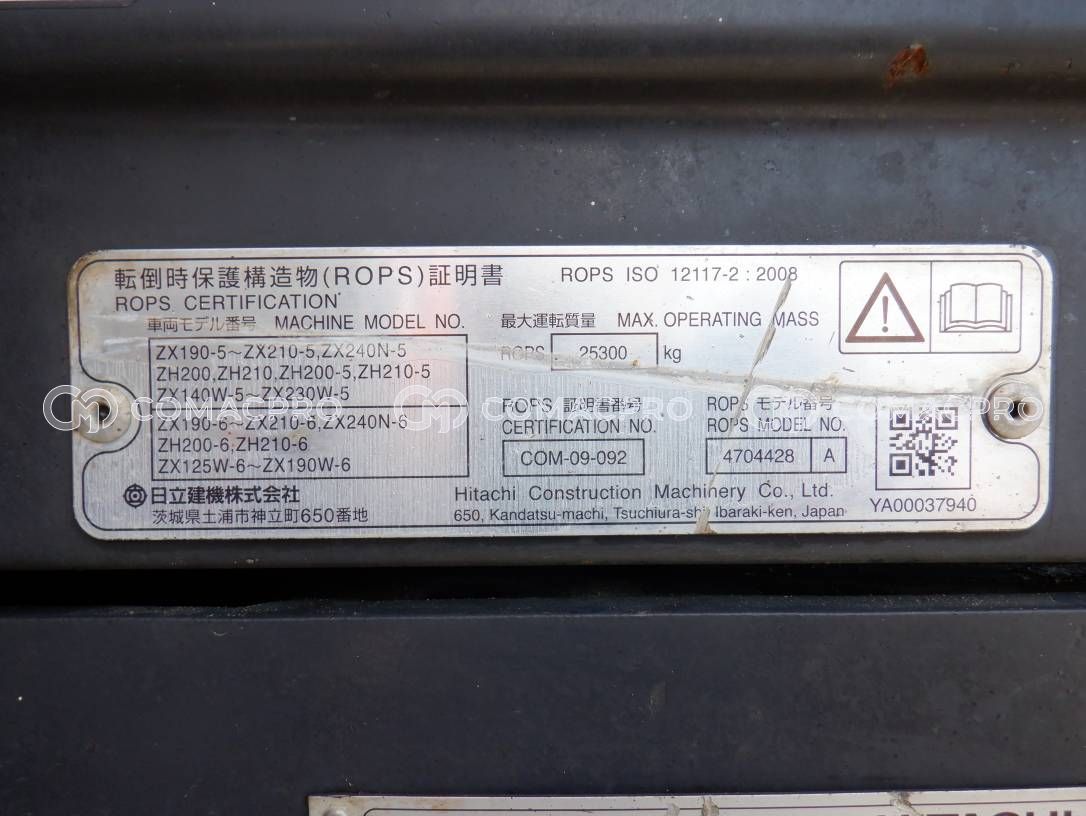 転倒時保護構造物(ROPS)証明書
ROPS CERTIFICATION
ROPS ISO 12117-2 : 2008
車両モデル番号 MACHINE MODEL NO.
ZX190-5~ZX210-5,ZX240N-5
ZH200,ZH210,ZH200-5,ZH210-5
ZX140W-5~ZX230W-5
ZX190-6~ZX210-6,ZX240N-6
ZH200-6,ZH210-6
ZX125W-6~ZX190W-6
最大運転質量 MAX. OPERATING MASS
ROPS 25300 kg
ROPS 証明書番号
CERTIFICATION NO.
COM-09-092
ROPS モデル番号
ROPS MODEL NO.
4704428 A
日立建機株式会社
茨城県土浦市神立町650番地
Hitachi Construction Machinery Co., Ltd.
650, Kandatsu-machi, Tsuchiura-shi, Ibaraki-ken, Japan
YA00037940
COMACPRO COMACPRO COMACPRO
HITACHI